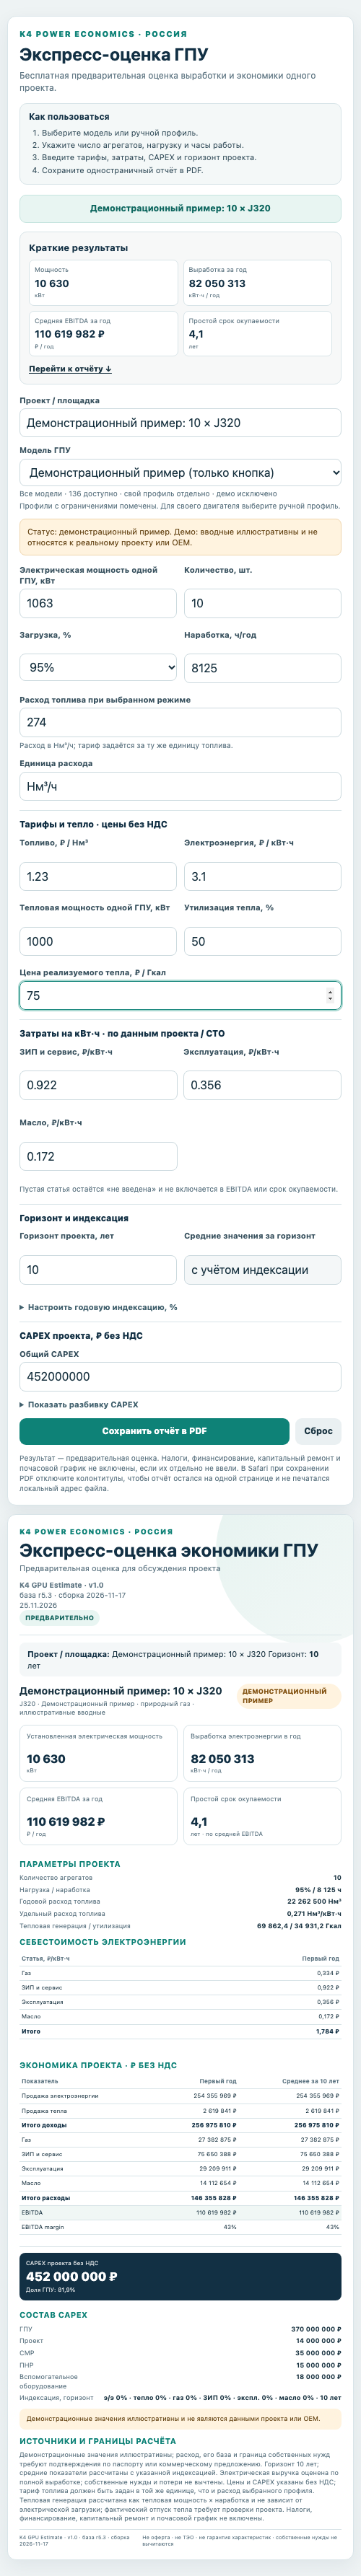 K4 POWER ECONOMICS · РОССИЯ
Экспресс-оценка ГПУ
Бесплатная предварительная оценка выработки и экономики одного
проекта.
Как пользоваться
1. Выберите модель или ручной профиль.
2. Укажите число агрегатов, нагрузку и часы работы.
3. Введите тарифы, затраты, CAPEX и горизонт проекта.
4. Сохраните одностраничный отчёт в PDF.
Демонстрационный пример: 10 × J320
Краткие результаты
Мощность
10 630
кВт
Выработка за год
82 050 313
кВт·ч / год
Средняя EBITDA за год
110 619 982 ₽
₽ / год
Простой срок окупаемости
4,1
лет
Перейти к отчёту ↓
Проект / площадка
Демонстрационный пример: 10 × J320
Модель ГПУ
Демонстрационный пример (только кнопка)
Все модели · 136 доступно · свой профиль отдельно · демо исключено
Профили с ограничениями помечены. Для своего двигателя выберите ручной профиль.
Статус: демонстрационный пример. Демо: вводные иллюстративны и не
относятся к реальному проекту или OEM.
Электрическая мощность одной
ГПУ, кВт
1063
Количество, шт.
10
Загрузка, %
95%
Наработка, ч/год
8125
Расход топлива при выбранном режиме
274
Расход в Нм³/ч; тариф задаётся за ту же единицу топлива.
Единица расхода
Нм³/ч
Тарифы и тепло · цены без НДС
Топливо, ₽ / Нм³
1.23
Электроэнергия, ₽ / кВт·ч
3.1
Тепловая мощность одной ГПУ, кВт
1000
Утилизация тепла, %
50
Цена реализуемого тепла, ₽ / Гкал
75
Затраты на кВт·ч · по данным проекта / СТО
ЗИП и сервис, ₽/кВт·ч
0.922
Эксплуатация, ₽/кВт·ч
0.356
Масло, ₽/кВт·ч
0.172
Пустая статья остаётся «не введена» и не включается в EBITDA или срок окупаемости.
Горизонт и индексация
Горизонт проекта, лет
10
Средние значения за горизонт
с учётом индексации
▶ Настроить годовую индексацию, %
CAPEX проекта, ₽ без НДС
Общий CAPEX
452000000
▶ Показать разбивку CAPEX
Сохранить отчёт в PDF
Сброс
Результат — предварительная оценка. Налоги, финансирование, капитальный ремонт и
почасовой график не включены, если их отдельно не ввели. В Safari при сохранении
PDF отключите колонтитулы, чтобы отчёт остался на одной странице и не печатался
локальный адрес файла.
K4 POWER ECONOMICS · РОССИЯ
Экспресс-оценка экономики ГПУ
Предварительная оценка для обсуждения проекта
K4 GPU Estimate · v1.0
база r5.3 · сборка 2026-11-17
25.11.2026
ПРЕДВАРИТЕЛЬНО
Проект / площадка: Демонстрационный пример: 10 × J320 Горизонт: 10
лет
Демонстрационный пример: 10 × J320
J320 · Демонстрационный пример · природный газ ·
иллюстративные вводные
ДЕМОНСТРАЦИОННЫЙ
ПРИМЕР
Установленная электрическая мощность
10 630
кВт
Выработка электроэнергии в год
82 050 313
кВт·ч / год
Средняя EBITDA за год
110 619 982 ₽
₽ / год
Простой срок окупаемости
4,1
лет · по средней EBITDA
ПАРАМЕТРЫ ПРОЕКТА
Количество агрегатов 10
Нагрузка / наработка 95% / 8 125 ч
Годовой расход топлива 22 262 500 Нм³
Удельный расход топлива 0,271 Нм³/кВт·ч
Тепловая генерация / утилизация 69 862,4 / 34 931,2 Гкал
СЕБЕСТОИМОСТЬ ЭЛЕКТРОЭНЕРГИИ
Статья, ₽/кВт·ч Первый год
Газ 0,334 ₽
ЗИП и сервис 0,922 ₽
Эксплуатация 0,356 ₽
Масло 0,172 ₽
Итого 1,784 ₽
ЭКОНОМИКА ПРОЕКТА · ₽ БЕЗ НДС
Показатель Первый год Среднее за 10 лет
Продажа электроэнергии 254 355 969 ₽ 254 355 969 ₽
Продажа тепла 2 619 841 ₽ 2 619 841 ₽
Итого доходы 256 975 810 ₽ 256 975 810 ₽
Газ 27 382 875 ₽ 27 382 875 ₽
ЗИП и сервис 75 650 388 ₽ 75 650 388 ₽
Эксплуатация 29 209 911 ₽ 29 209 911 ₽
Масло 14 112 654 ₽ 14 112 654 ₽
Итого расходы 146 355 828 ₽ 146 355 828 ₽
EBITDA 110 619 982 ₽ 110 619 982 ₽
EBITDA margin 43% 43%
CAPEX проекта без НДС
452 000 000 ₽
Доля ГПУ: 81,9%
СОСТАВ CAPEX
ГПУ 370 000 000 ₽
Проект 14 000 000 ₽
СМР 35 000 000 ₽
ПНР 15 000 000 ₽
Вспомогательное
оборудование 18 000 000 ₽
Индексация, горизонт э/э 0% · тепло 0% · газ 0% · ЗИП 0% · экспл. 0% · масло 0% · 10 лет
Демонстрационные значения иллюстративны и не являются данными проекта или OEM.
ИСТОЧНИКИ И ГРАНИЦЫ РАСЧЁТА
Демонстрационные значения иллюстративны; расход, его база и граница собственных нужд
требуют подтверждения по паспорту или коммерческому предложению. Горизонт 10 лет;
средние показатели рассчитаны с указанной индексацией. Электрическая выручка оценена по
полной выработке; собственные нужды и потери не вычтены. Цены и CAPEX указаны без НДС;
тариф топлива должен быть задан в той же единице, что и расход выбранного профиля.
Тепловая генерация рассчитана как тепловая мощность × наработка и не зависит от
электрической загрузки; фактический отпуск тепла требует проверки проекта. Налоги,
финансирование, капитальный ремонт и почасовой график не включены.
K4 GPU Estimate · v1.0 · база r5.3 · сборка
2026-11-17
Не оферта · не ТЭО · не гарантия характеристик · собственные нужды не
вычитаются